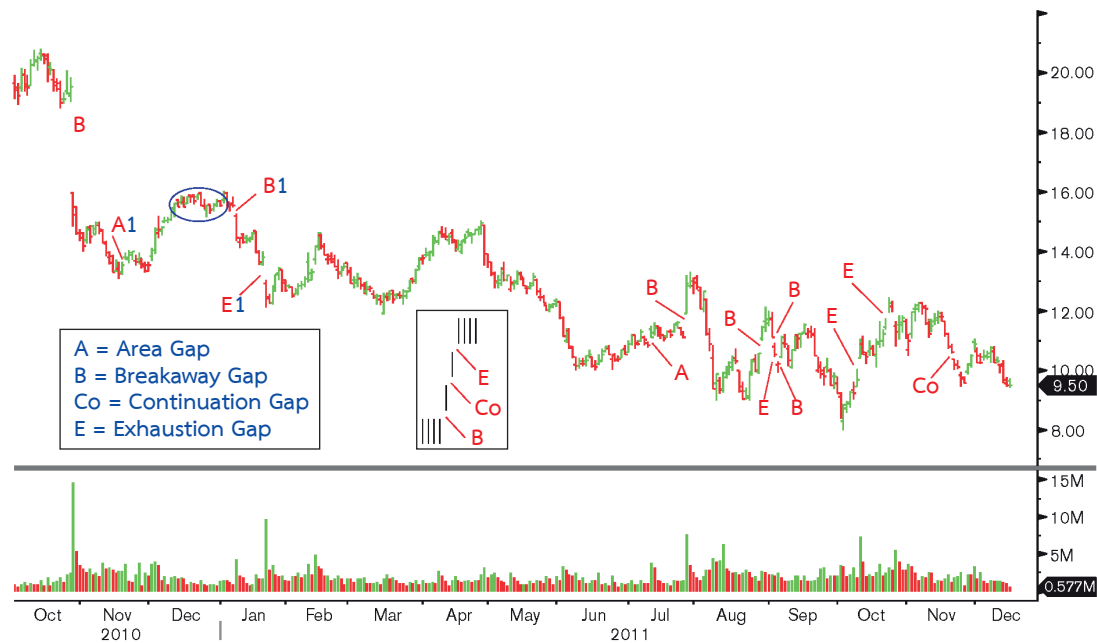 20.00
B
18.00
16.00
B1
A1
14.00
E
B
B
E1
B
E
12.00
A = Area Gap
B = Breakaway Gap
Co = Continuation Gap
E = Exhaustion Gap
E
Co
B
A
E
B
Co
10.00
9.50
8.00
15M
10M
5M
0.577M
Oct Nov Dec Jan Feb Mar Apr May Jun Jul Aug Sep Oct Nov Dec
2010 2011